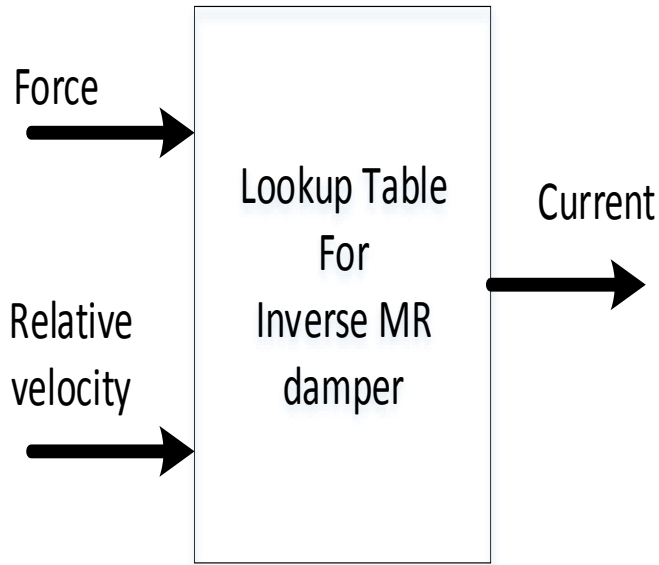 Force
Relative
velocity
Lookup Table
For
Inverse MR
damper
Current